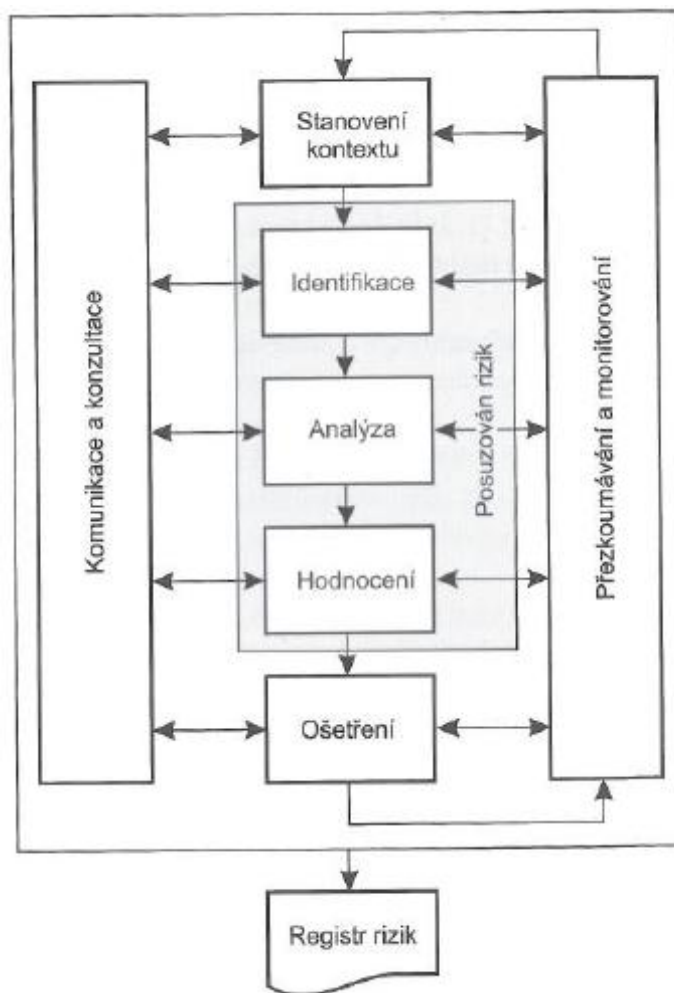 Stanovení
kontextu
Identifikace
Analýza
Hodnocení
Ošetření
Komunikace a konzultace
Posuzován rizik
Přezkoumávání a monitorování
Registr rizik